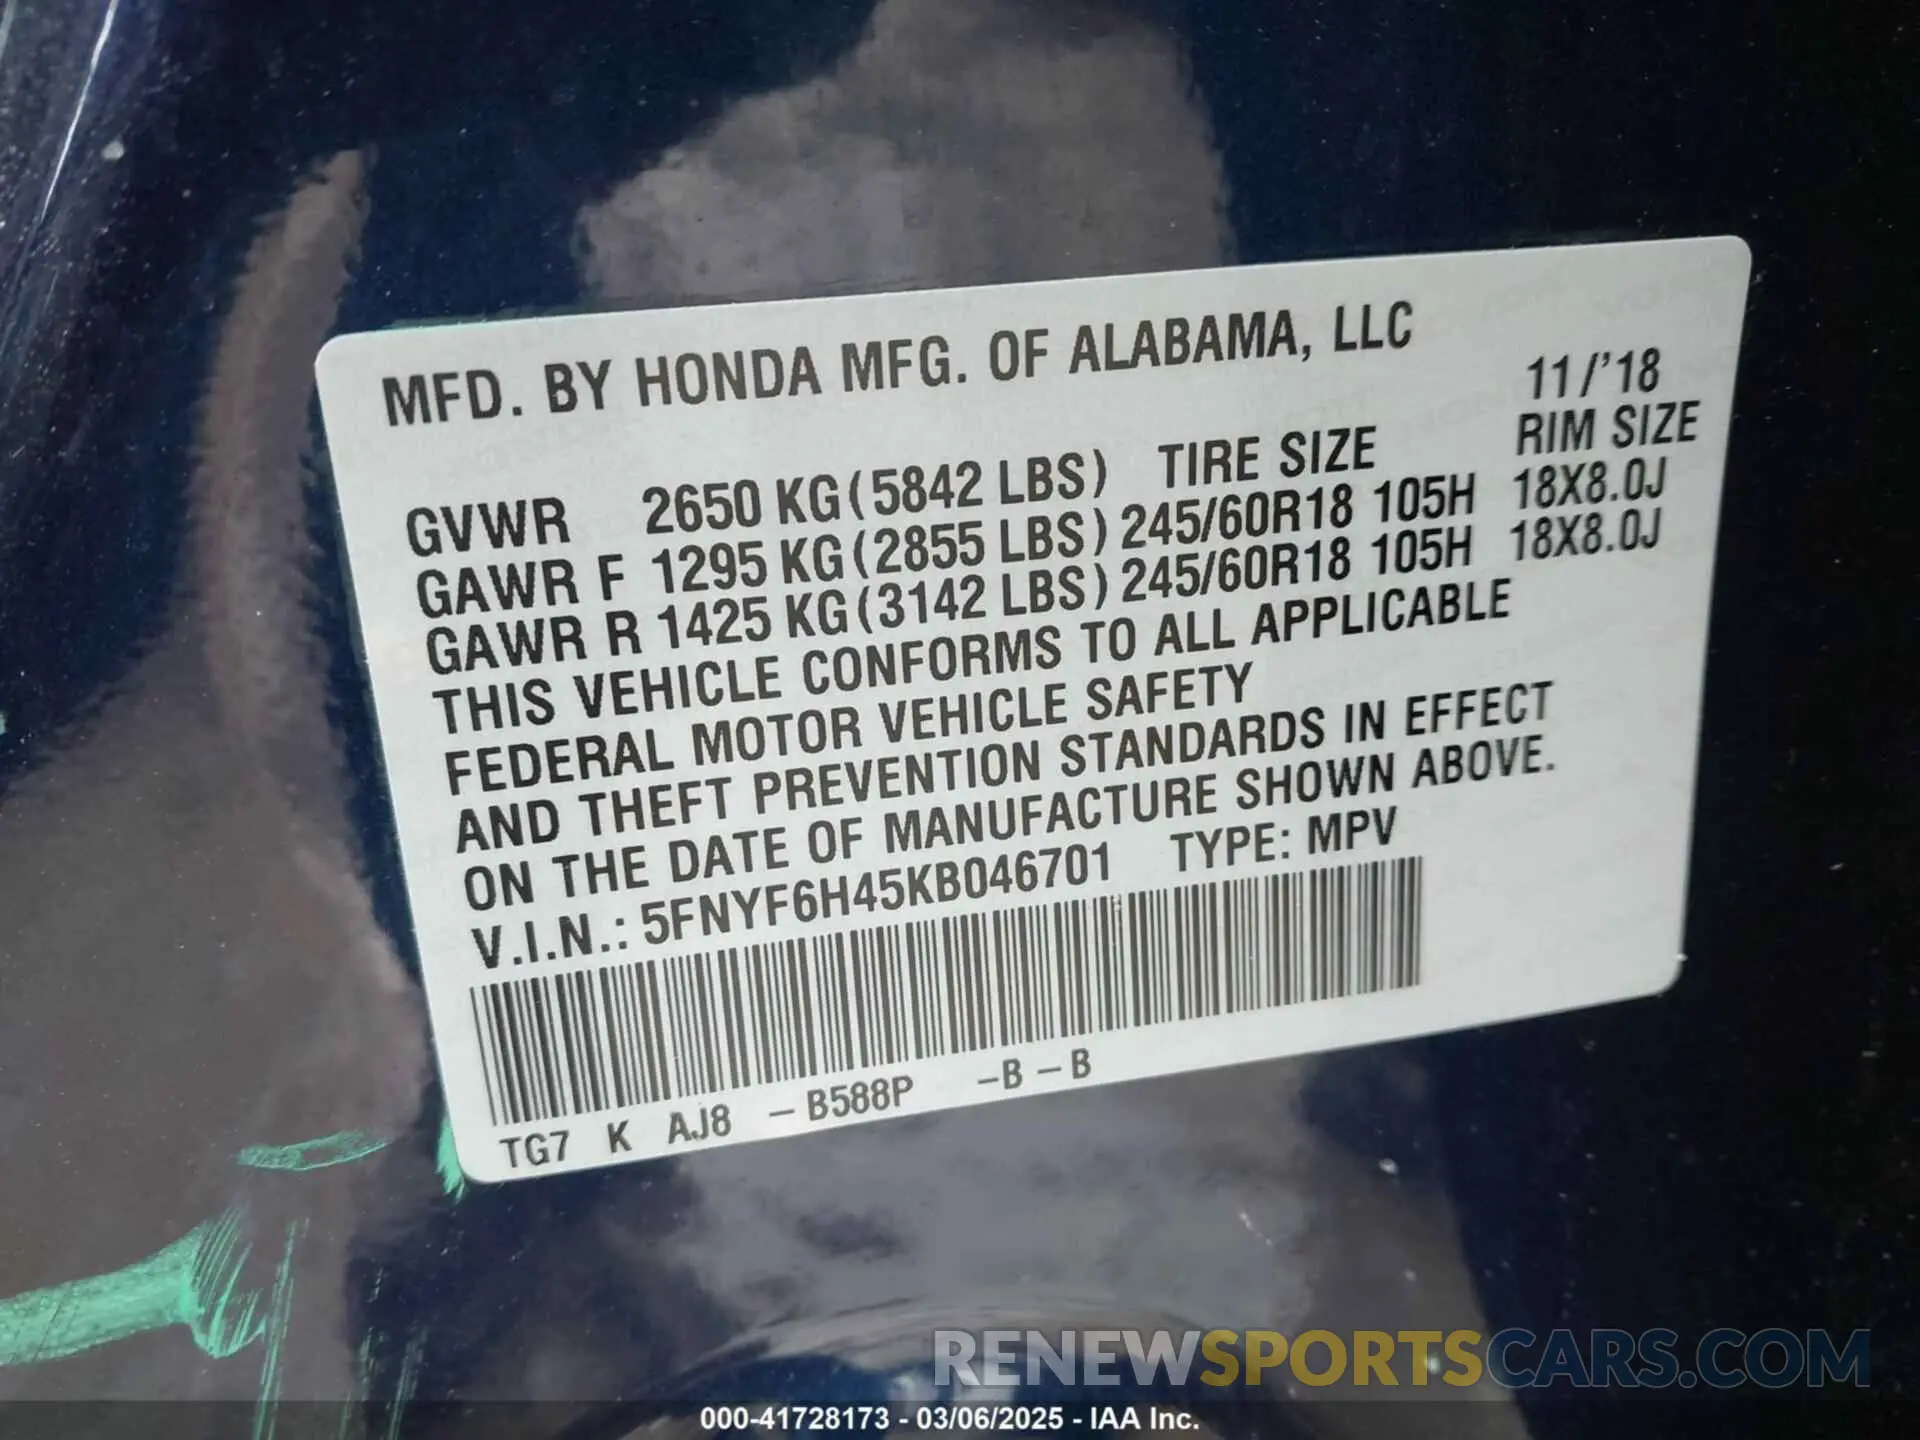 MFD. BY HONDA MFG. OF ALABAMA, LLC
11/'18
GVWR 2650 KG (5842 LBS) TIRE SIZE RIM SIZE
GAWR F 1295 KG (2855 LBS) 245/60R18 105H 18X8.0J
GAWR R 1425 KG (3142 LBS) 245/60R18 105H 18X8.0J
THIS VEHICLE CONFORMS TO ALL APPLICABLE
FEDERAL MOTOR VEHICLE SAFETY
AND THEFT PREVENTION STANDARDS IN EFFECT
ON THE DATE OF MANUFACTURE SHOWN ABOVE.
V.I.N.: 5FNYF6H45KB046701 TYPE: MPV
TG7 K AJ8 – B588P –B – B
RENEWSPORTSCARS.COM
000-41728173 - 03/06/2025 - IAA Inc.